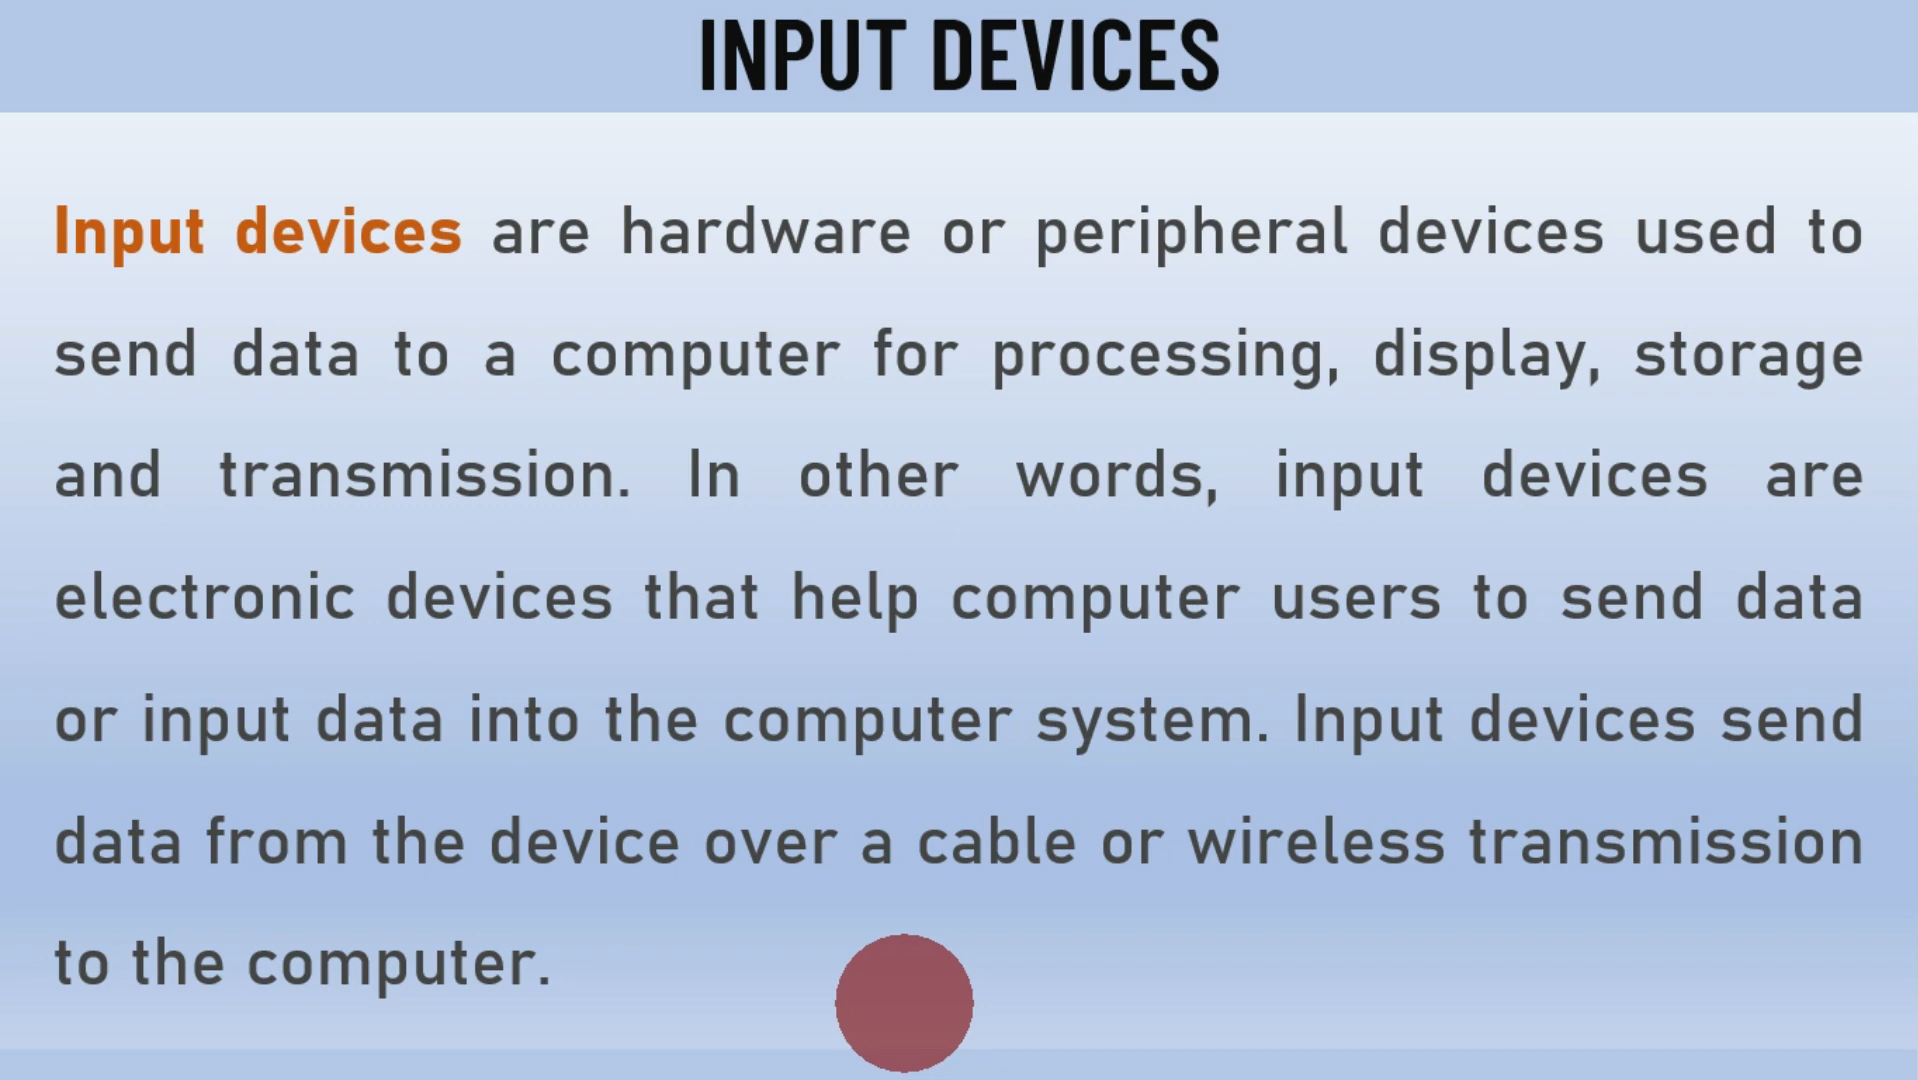 INPUT DEVICES
Input devices are hardware or peripheral devices used to
send data to a computer for processing, display, storage
and transmission. In other words, input devices are
electronic devices that help computer users to send data
or input data into the computer system. Input devices send
data from the device over a cable or wireless transmission
to the computer.